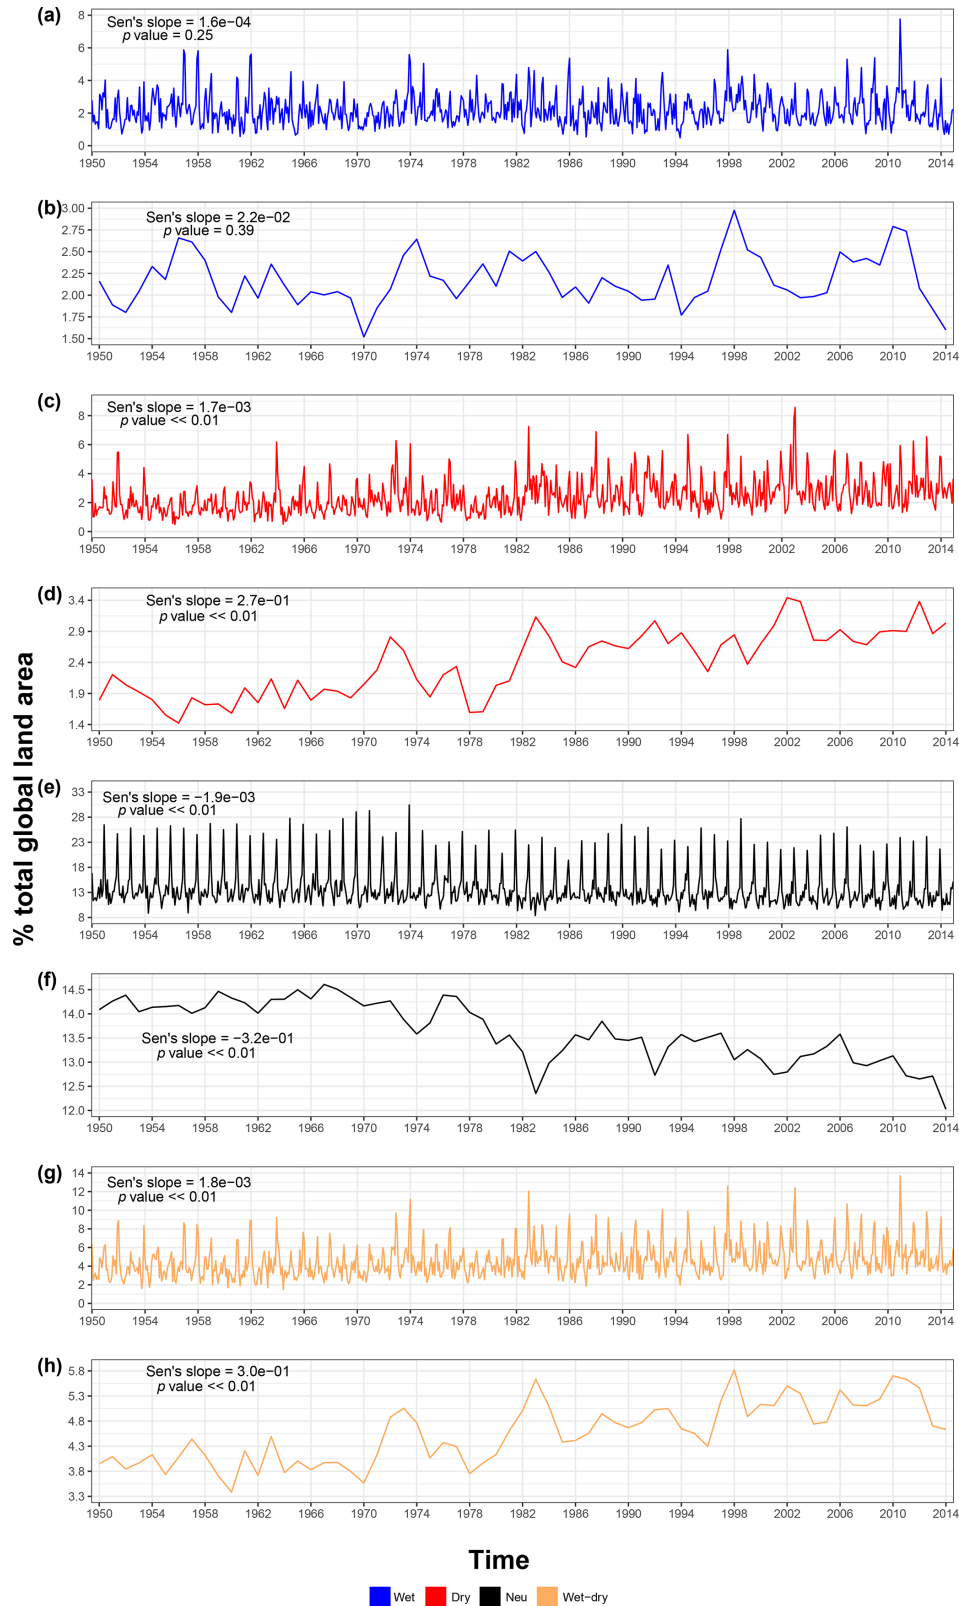 (a)
Sen's slope = 1.6e−04
p value = 0.25
8
6
4
2
0
1950 1954 1958 1962 1966 1970 1974 1978 1982 1986 1990 1994 1998 2002 2006 2010 2014
(b)
Sen's slope = 2.2e−02
p value = 0.39
3.00
2.75
2.50
2.25
2.00
1.75
1.50
1950 1954 1958 1962 1966 1970 1974 1978 1982 1986 1990 1994 1998 2002 2006 2010 2014
(c)
Sen's slope = 1.7e−03
p value << 0.01
8
6
4
2
0
1950 1954 1958 1962 1966 1970 1974 1978 1982 1986 1990 1994 1998 2002 2006 2010 2014
(d)
Sen's slope = 2.7e−01
p value << 0.01
3.4
2.9
2.4
1.9
1.4
1950 1954 1958 1962 1966 1970 1974 1978 1982 1986 1990 1994 1998 2002 2006 2010 2014
% total global land area
(e)
Sen's slope = −1.9e−03
p value << 0.01
33
28
23
18
13
8
1950 1954 1958 1962 1966 1970 1974 1978 1982 1986 1990 1994 1998 2002 2006 2010 2014
(f)
Sen's slope = −3.2e−01
p value << 0.01
14.5
14.0
13.5
13.0
12.5
12.0
1950 1954 1958 1962 1966 1970 1974 1978 1982 1986 1990 1994 1998 2002 2006 2010 2014
(g)
Sen's slope = 1.8e−03
p value << 0.01
14
12
10
8
6
4
2
0
1950 1954 1958 1962 1966 1970 1974 1978 1982 1986 1990 1994 1998 2002 2006 2010 2014
(h)
Sen's slope = 3.0e−01
p value << 0.01
5.8
5.3
4.8
4.3
3.8
3.3
1950 1954 1958 1962 1966 1970 1974 1978 1982 1986 1990 1994 1998 2002 2006 2010 2014
Time
Wet Dry Neu Wet−dry